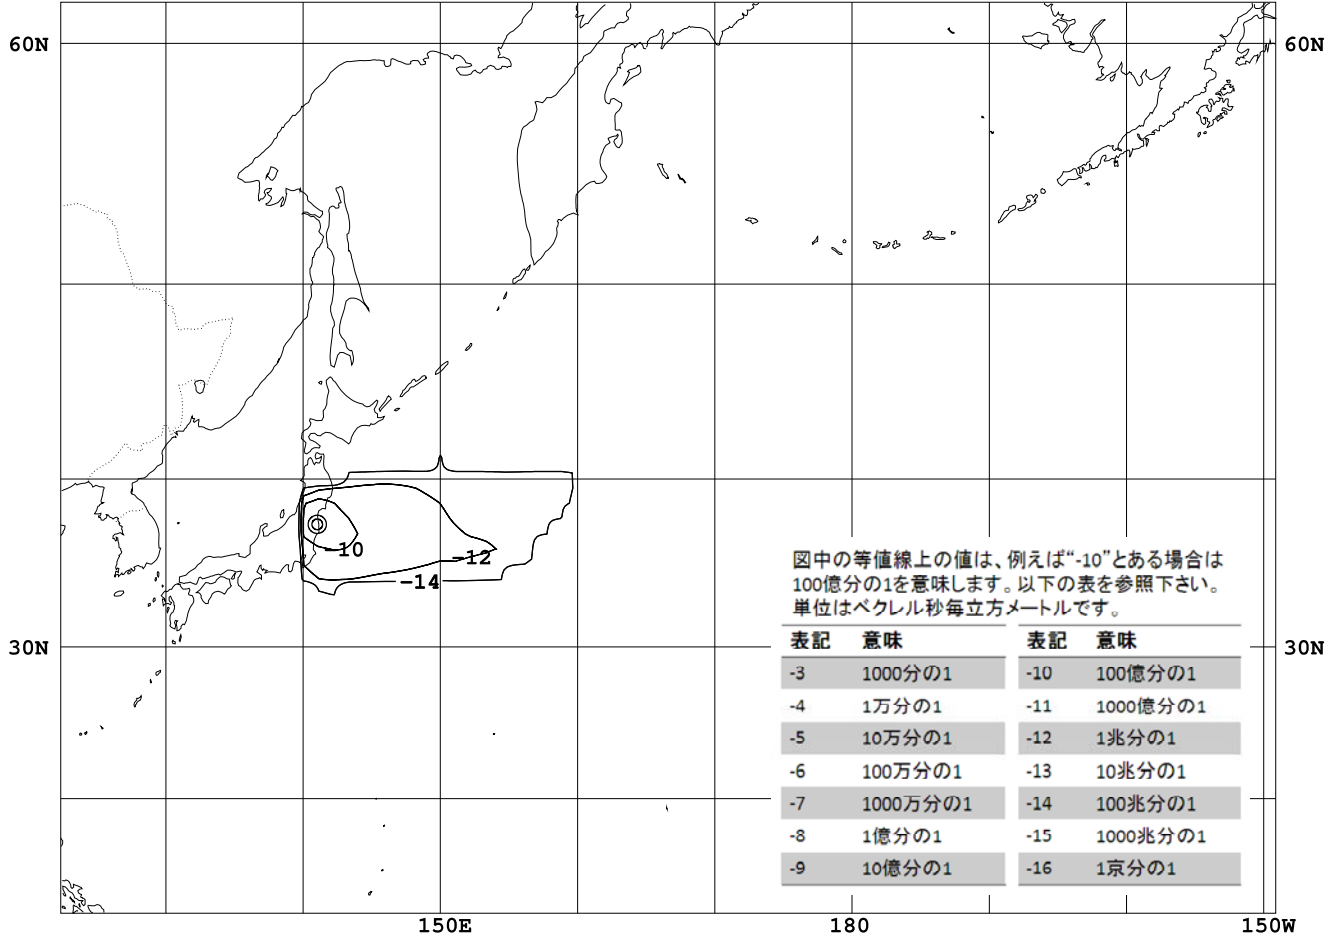 60N 60N
-10
-12
-14
図中の等値線上の値は、例えば“-10”とある場合は
100億分の1を意味します。以下の表を参照下さい。
単位はベクレル秒毎立方メートルです。
30N 30N
表記 意味 表記 意味
-3 1000分の1 -10 100億分の1
-4 1万分の1 -11 1000億分の1
-5 10万分の1 -12 1兆分の1
-6 100万分の1 -13 10兆分の1
-7 1000万分の1 -14 100兆分の1
-8 1億分の1 -15 1000兆分の1
-9 10億分の1 -16 1京分の1
150E 180 150W